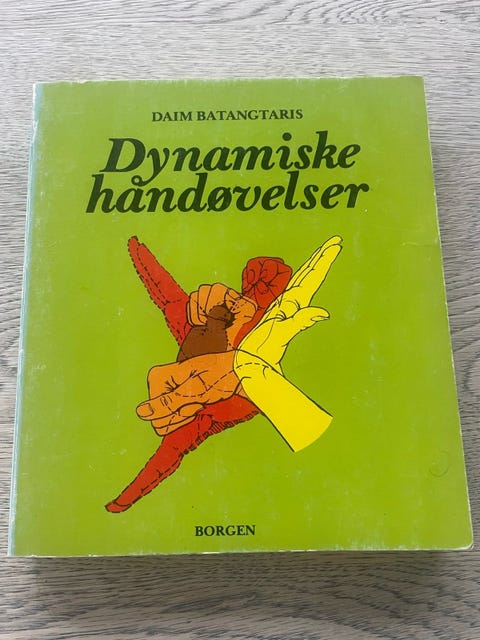 DAIM BATANGTARIS
Dynamiske
håndøvelser
BORGEN